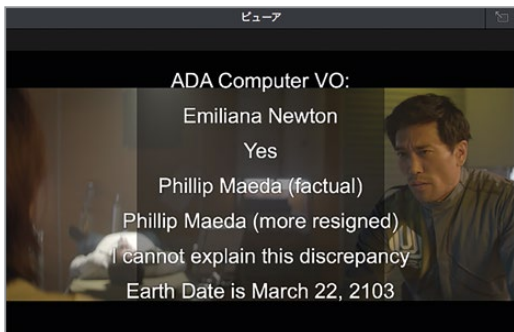 ビューア
ADA Computer VO:
Emiliana Newton
Yes
Phillip Maeda (factual)
Phillip Maeda (more resigned)
I cannot explain this discrepancy
Earth Date is March 22, 2103